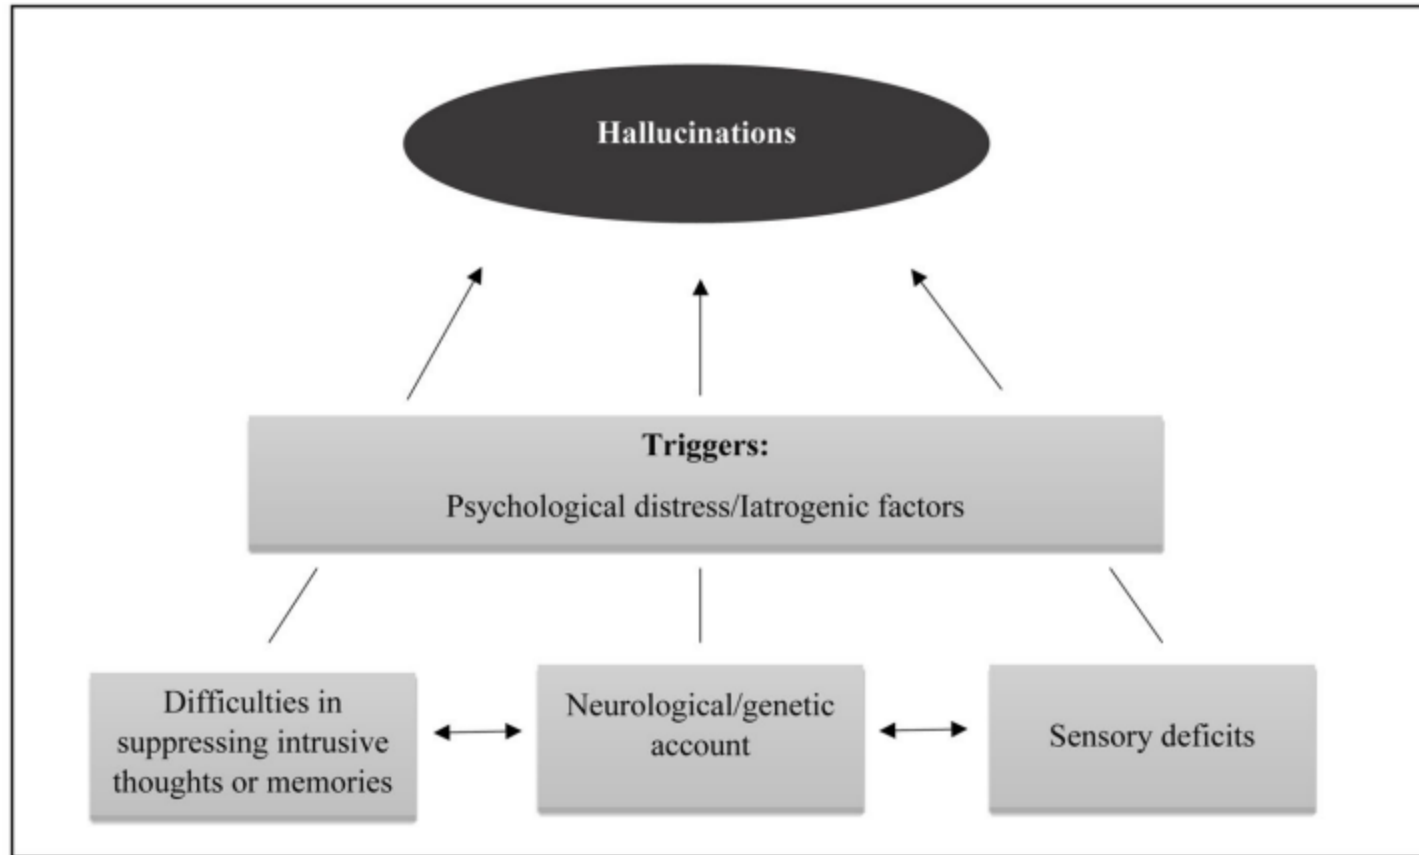 Hallucinations
Triggers:
Psychological distress/Iatrogenic factors
Difficulties in
suppressing intrusive
thoughts or memories
Neurological/genetic
account
Sensory deficits